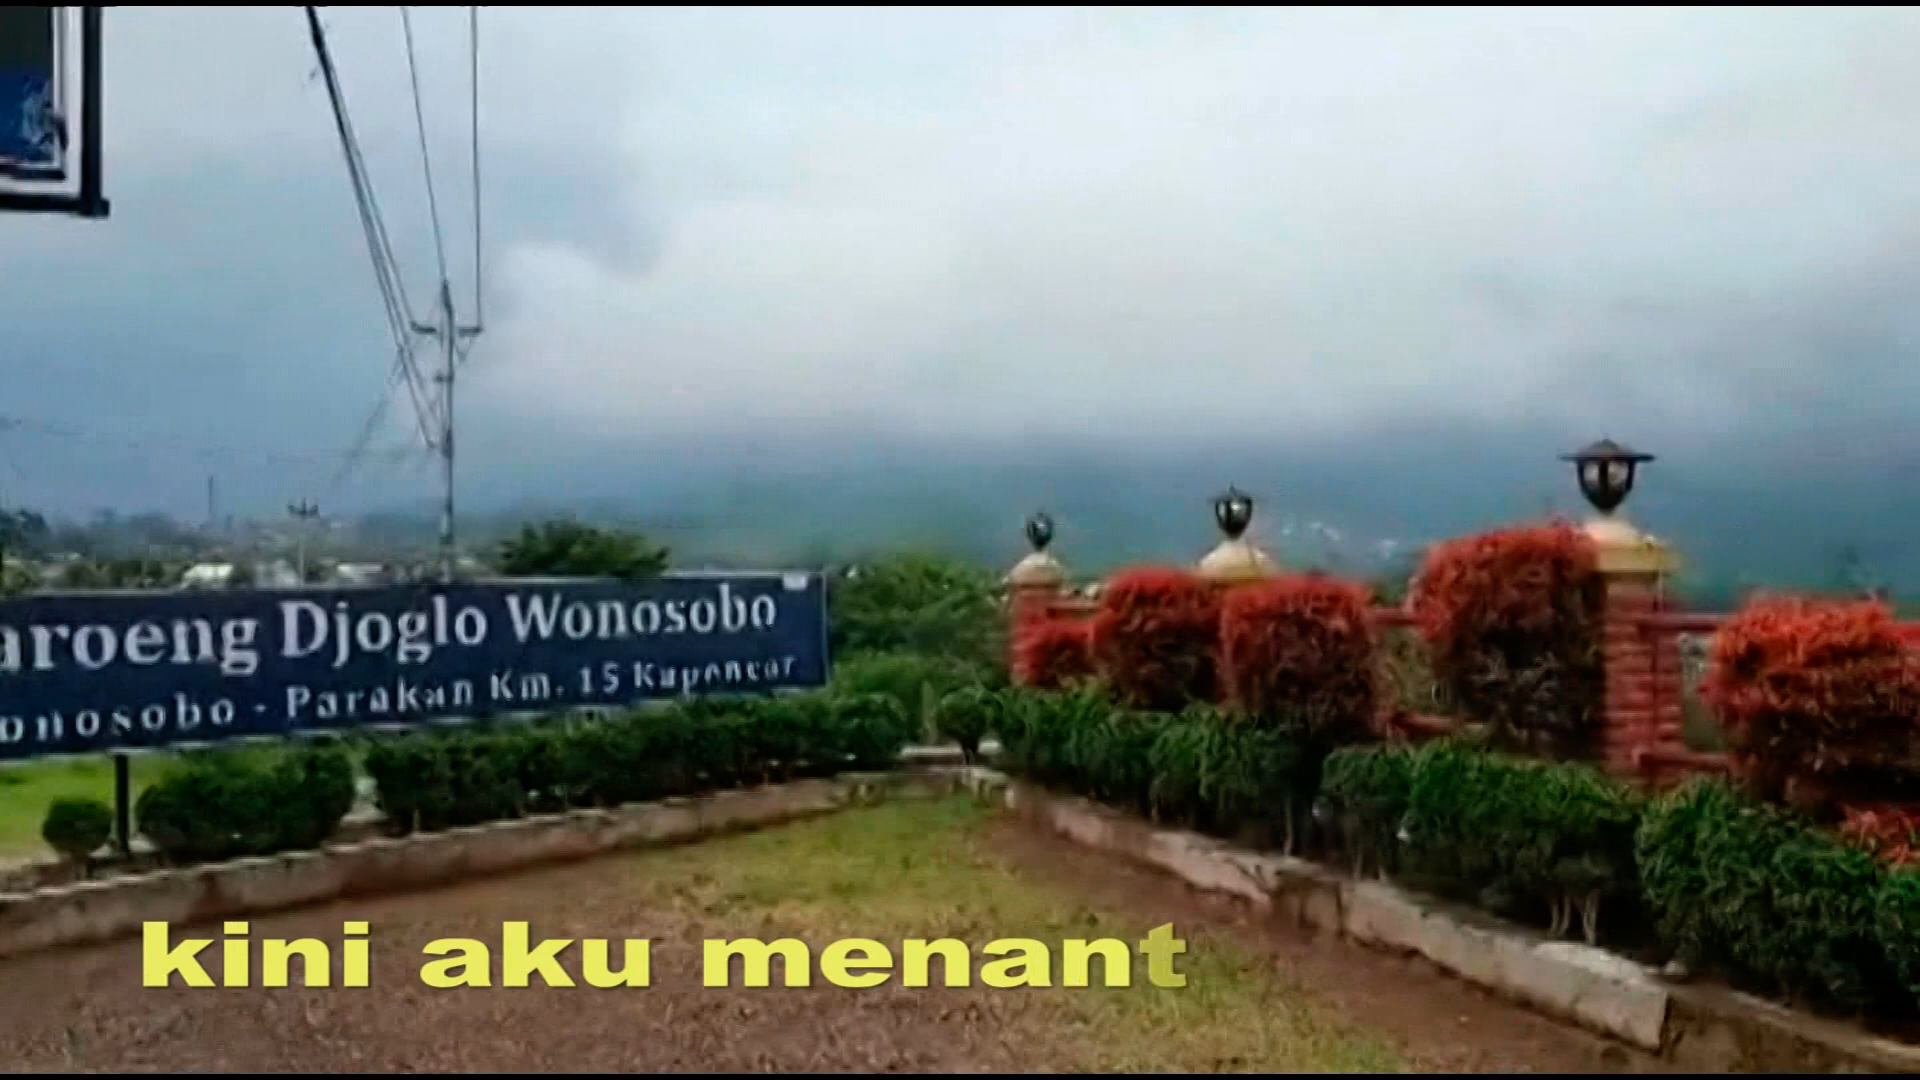 aroeng Djoglo Wonosobo
onosobo - Parakan Km. 15 Kapencar
kini aku menant